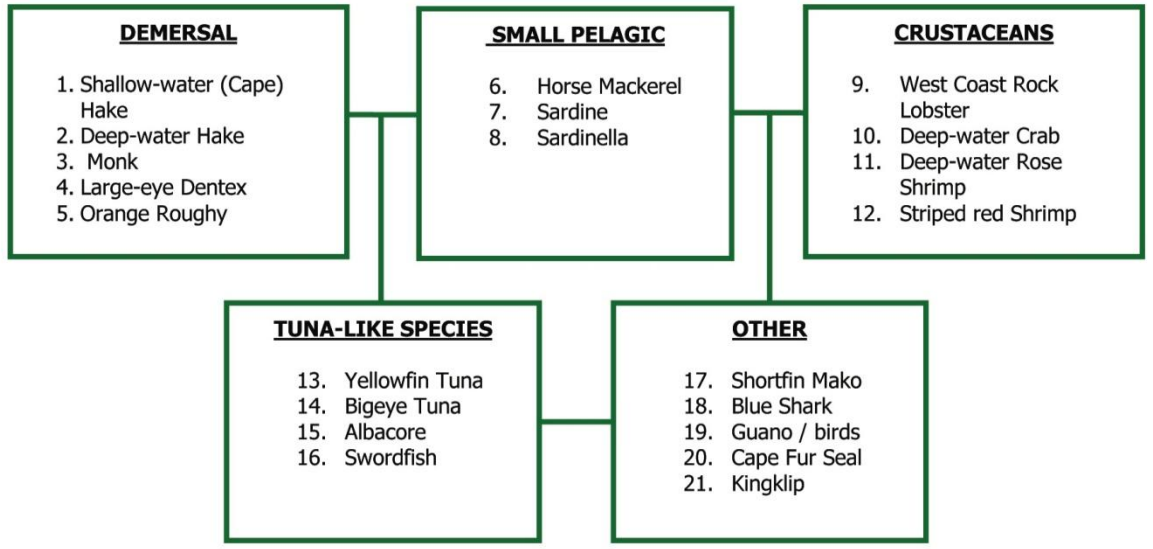 DEMERSAL
1. Shallow-water (Cape)
Hake
2. Deep-water Hake
3. Monk
4. Large-eye Dentex
5. Orange Roughy
SMALL PELAGIC
6. Horse Mackerel
7. Sardine
8. Sardinella
CRUSTACEANS
9. West Coast Rock
Lobster
10. Deep-water Crab
11. Deep-water Rose
Shrimp
12. Striped red Shrimp
TUNA-LIKE SPECIES
13. Yellowfin Tuna
14. Bigeye Tuna
15. Albacore
16. Swordfish
OTHER
17. Shortfin Mako
18. Blue Shark
19. Guano / birds
20. Cape Fur Seal
21. Kingklip